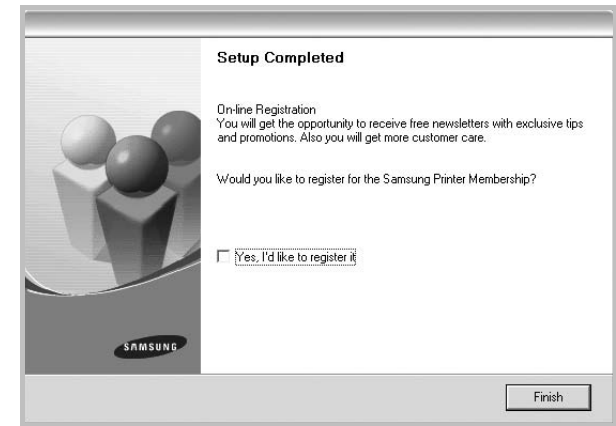 Setup Completed
On-line Registration
You will get the opportunity to receive free newsletters with exclusive tips
and promotions. Also you will get more customer care.
Would you like to register for the Samsung Printer Membership?
Yes, I'd like to register it
SAMSUNG
Finish